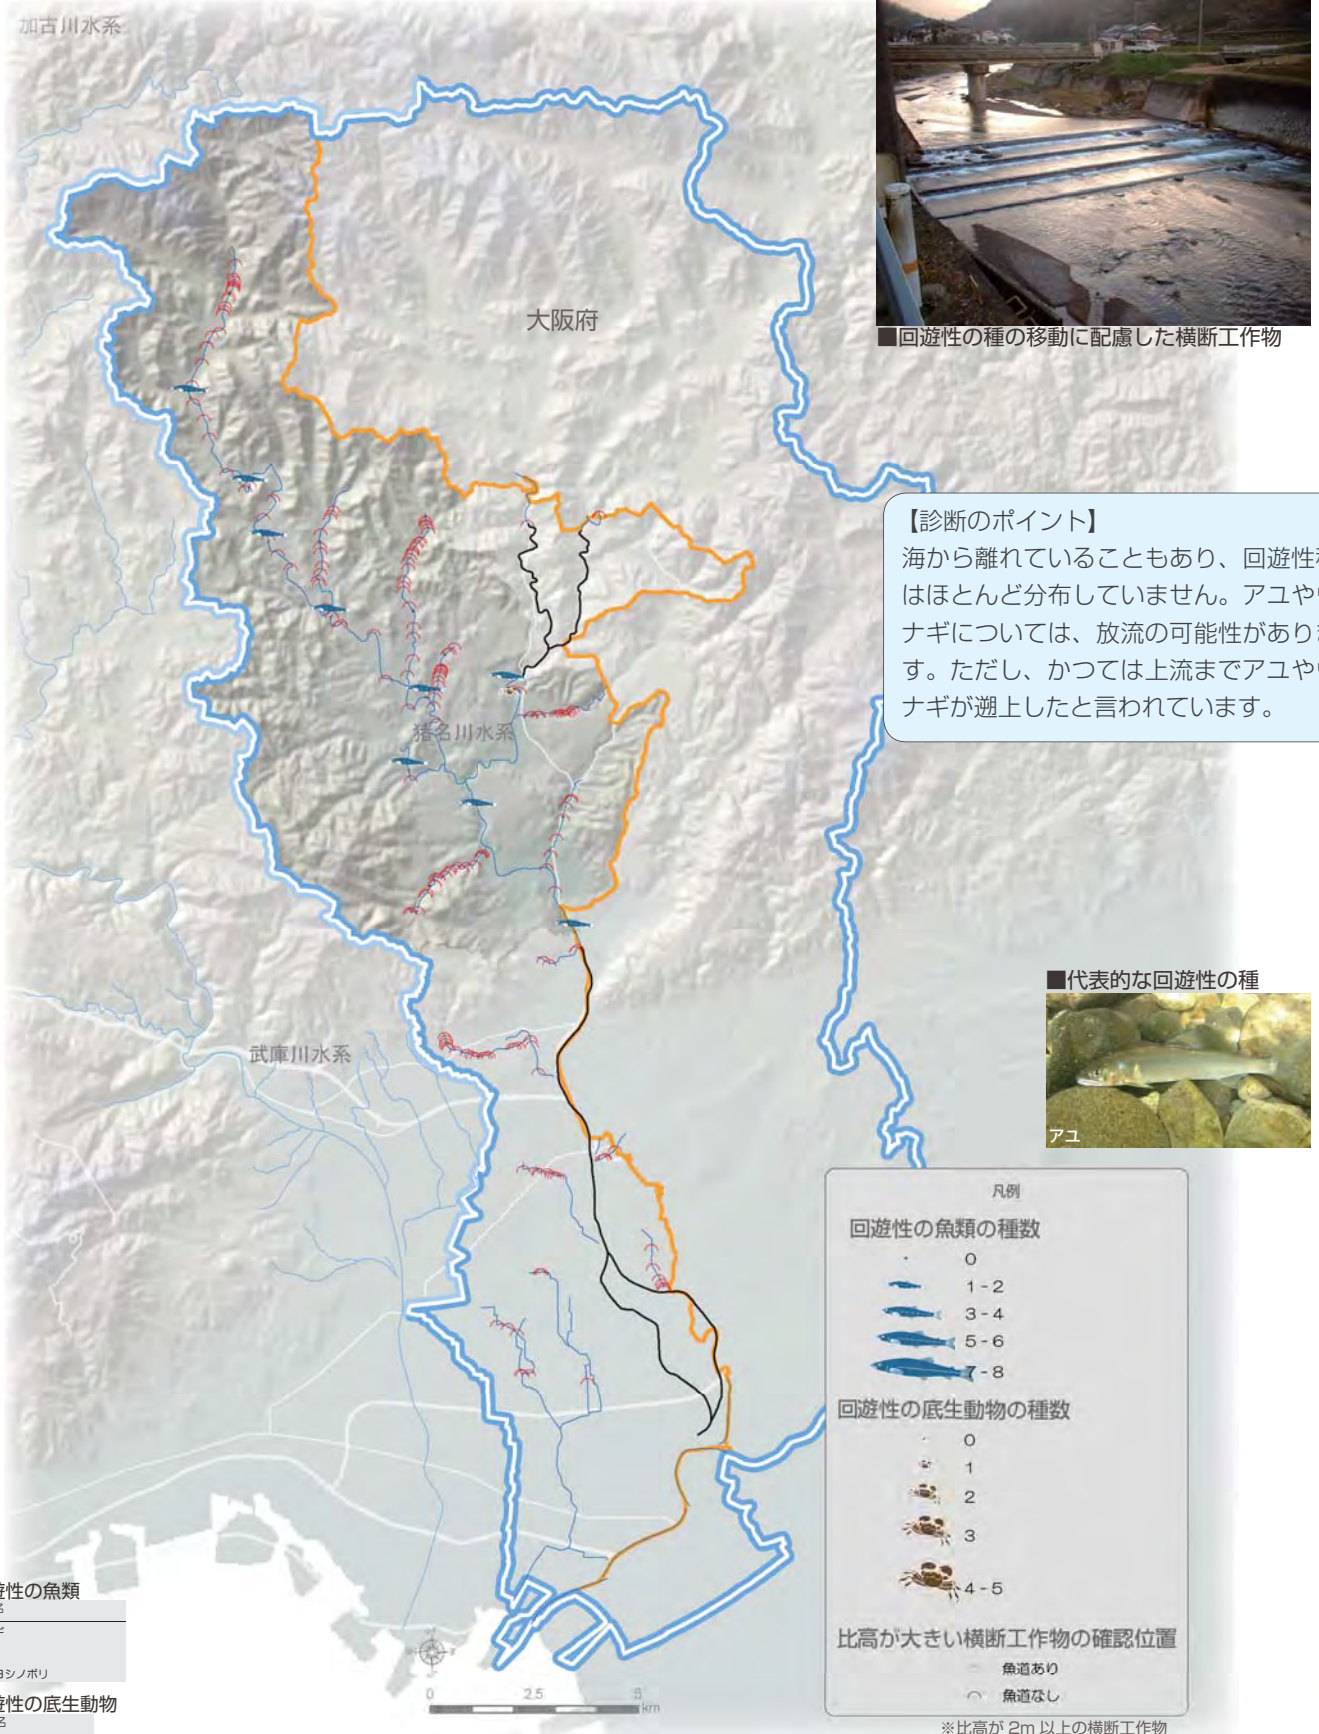 加古川水系
■回遊性の種の移動に配慮した横断工作物
大阪府
【診断のポイント】
海から離れていることもあり、回遊性
はほとんど分布していません。アユや
ナギについては、放流の可能性があり
す。ただし、かつては上流までアユや
ナギが遡上したと言われています。
猪名川水系
■代表的な回遊性の種
アユ
武庫川水系
凡例
回遊性の魚類の種数
0
1-2
3-4
5-6
7-8
回遊性の底生動物の種数
0
1
2
3
4-5
比高が大きい横断工作物の確認位置
魚道あり
魚道なし
※比高が 2m 以上の横断工作物
遊性の魚類
名
ヨシノボリ
遊性の底生動物
名
0 2.5 5
km